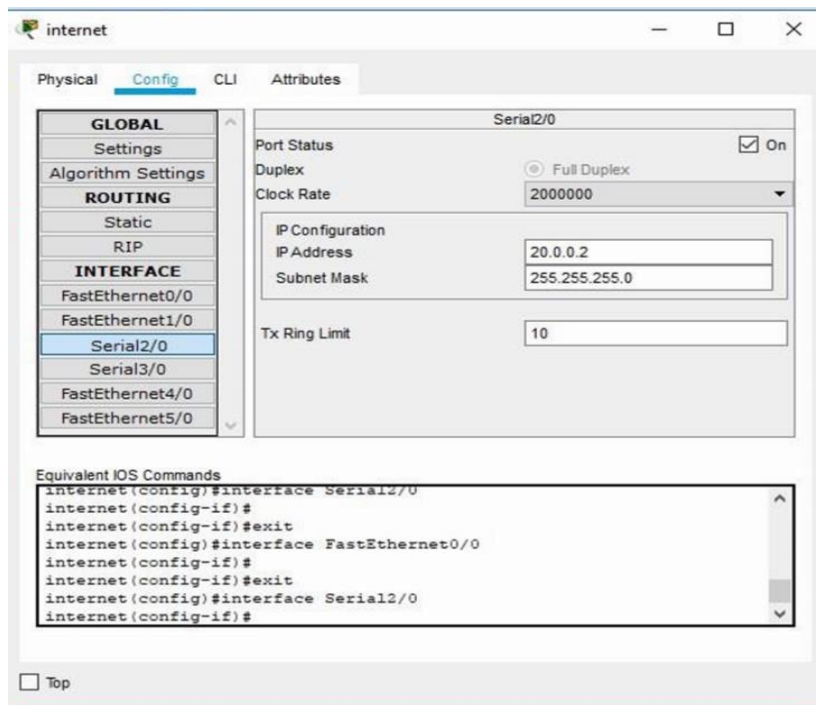 internet
Physical Config CLI Attributes
GLOBAL
Settings
Algorithm Settings
ROUTING
Static
RIP
INTERFACE
FastEthernet0/0
FastEthernet1/0
Serial2/0
Serial3/0
FastEthernet4/0
FastEthernet5/0
Serial2/0
Port Status On
Duplex Full Duplex
Clock Rate 2000000
IP Configuration
IP Address 20.0.0.2
Subnet Mask 255.255.255.0
Tx Ring Limit 10
Equivalent IOS Commands
internet(config)#interface Serial2/0
internet(config-if)#
internet(config-if)#exit
internet(config)#interface FastEthernet0/0
internet(config-if)#
internet(config-if)#exit
internet(config)#interface Serial2/0
internet(config-if)#
Top